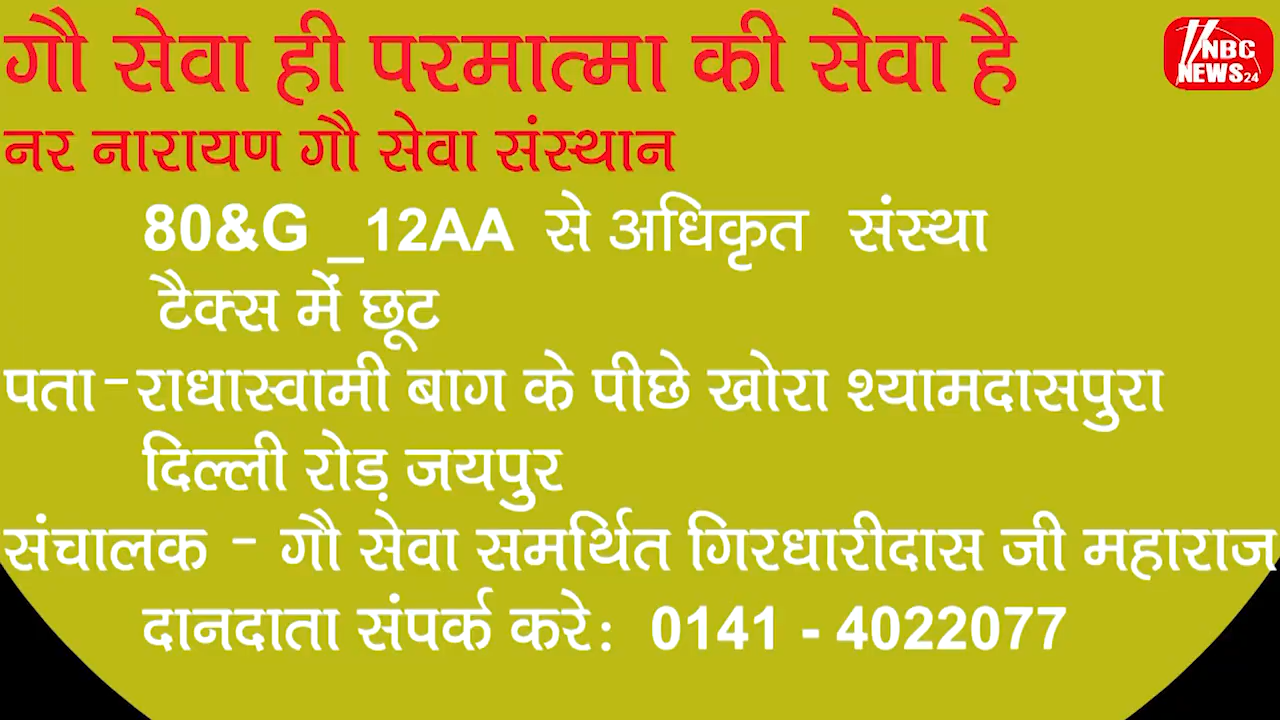 गौ सेवा ही परमात्मा की सेवा है
NBC
NEWS24
नर नारायण गौ सेवा संस्थान
80&G _12AA से अधिकृत संस्था
टैक्स में छूट
पता-राधास्वामी बाग के पीछे खोरा श्यामदासपुरा
दिल्ली रोड़ जयपुर
संचालक - गौ सेवा समर्थित गिरधारीदास जी महाराज
दानदाता संपर्क करे: 0141 - 4022077